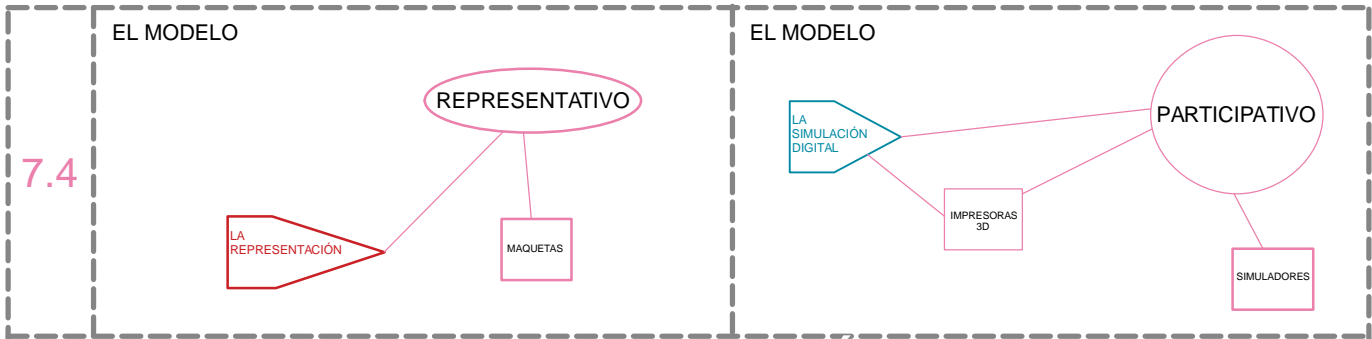 7.4
EL MODELO
REPRESENTATIVO
LA
REPRESENTACIÓN
MAQUETAS
EL MODELO
LA
SIMULACIÓN
DIGITAL
PARTICIPATIVO
IMPRESORAS
3D
SIMULADORES